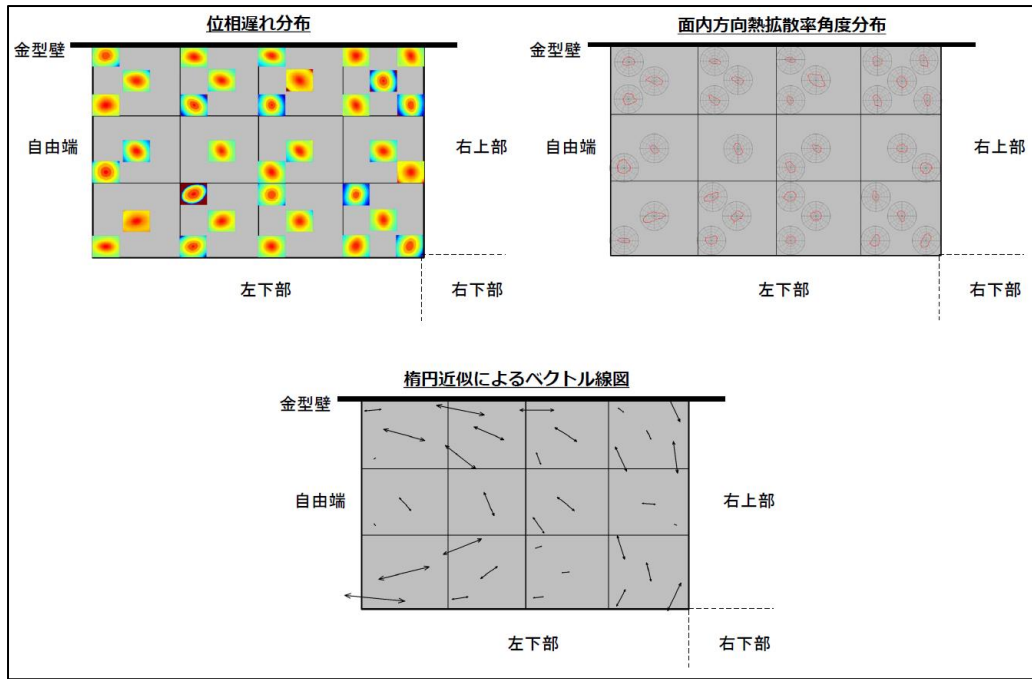 位相遅れ分布
金型壁
自由端
右上部
左下部
右下部
面内方向熱拡散率角度分布
金型壁
自由端
右上部
左下部
右下部
楕円近似によるベクトル線図
金型壁
自由端
右上部
左下部
右下部